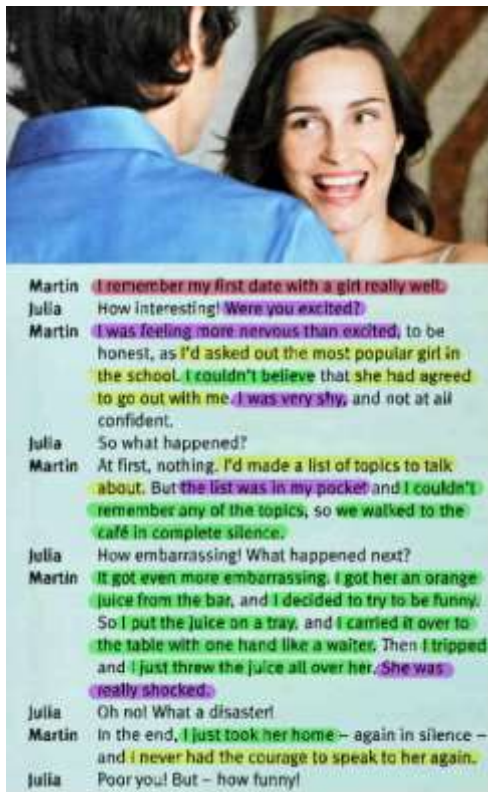 Martin I remember my first date with a girl really well.
Julia How interesting! Were you excited?
Martin I was feeling more nervous than excited, to be
honest, as I'd asked out the most popular girl in
the school. I couldn't believe that she had agreed
to go out with me. I was very shy, and not at all
confident.
Julia So what happened?
Martin At first, nothing. I'd made a list of topics to talk
about. But the list was in my pocket and I couldn't
remember any of the topics, so we walked to the
café in complete silence.
Julia How embarrassing! What happened next?
Martin It got even more embarrassing. I got her an orange
juice from the bar, and I decided to try to be funny.
So I put the juice on a tray, and I carried it over to
the table with one hand like a waiter. Then I tripped
and I just threw the juice all over her. She was
really shocked.
Julia Oh no! What a disaster!
Martin In the end, I just took her home – again in silence –
and I never had the courage to speak to her again.
Julia Poor you! But – how funny!